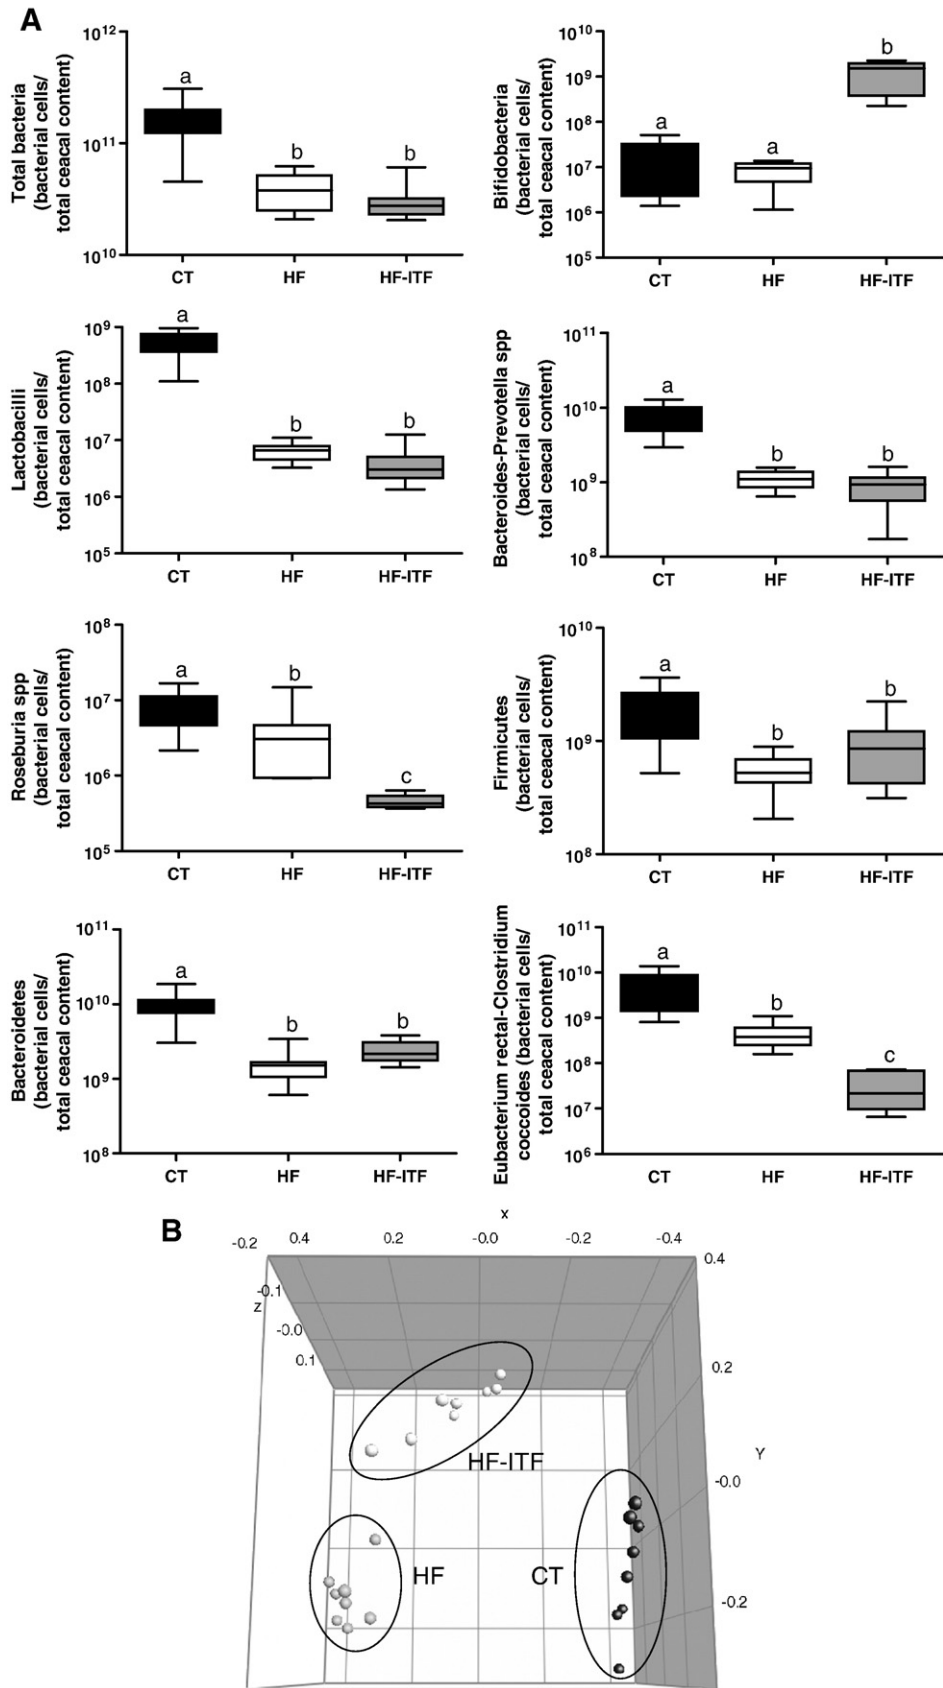 A
Total bacteria
(bacterial cells/
total ceacal content)
10^12
10^11
10^10
a
b
b
CT
HF
HF-ITF
Bifidobacteria
(bacterial cells/
total ceacal content)
10^10
10^9
10^8
10^7
10^6
10^5
a
a
b
CT
HF
HF-ITF
Lactobacilli
(bacterial cells/
total ceacal content)
10^9
10^8
10^7
10^6
10^5
a
b
b
CT
HF
HF-ITF
Bacteroides-Prevotella spp
(bacterial cells/
total ceacal content)
10^11
10^10
10^9
10^8
a
b
b
CT
HF
HF-ITF
Roseburia spp
(bacterial cells/
total ceacal content)
10^8
10^7
10^6
10^5
a
b
c
CT
HF
HF-ITF
Firmicutes
(bacterial cells/
total ceacal content)
10^10
10^9
10^8
a
b
b
CT
HF
HF-ITF
Bacteroidetes
(bacterial cells/
total ceacal content)
10^11
10^10
10^9
10^8
a
b
b
CT
HF
HF-ITF
Eubacterium rectal-Clostridium
coccoides (bacterial cells/
total ceacal content)
10^11
10^10
10^9
10^8
10^7
10^6
a
b
c
CT
HF
HF-ITF
B
x
-0.2
0.4
0.2
-0.0
-0.2
-0.4
0.4
-0.1
z
-0.0
0.1
0.2
Y
-0.0
-0.2
HF-ITF
HF
CT